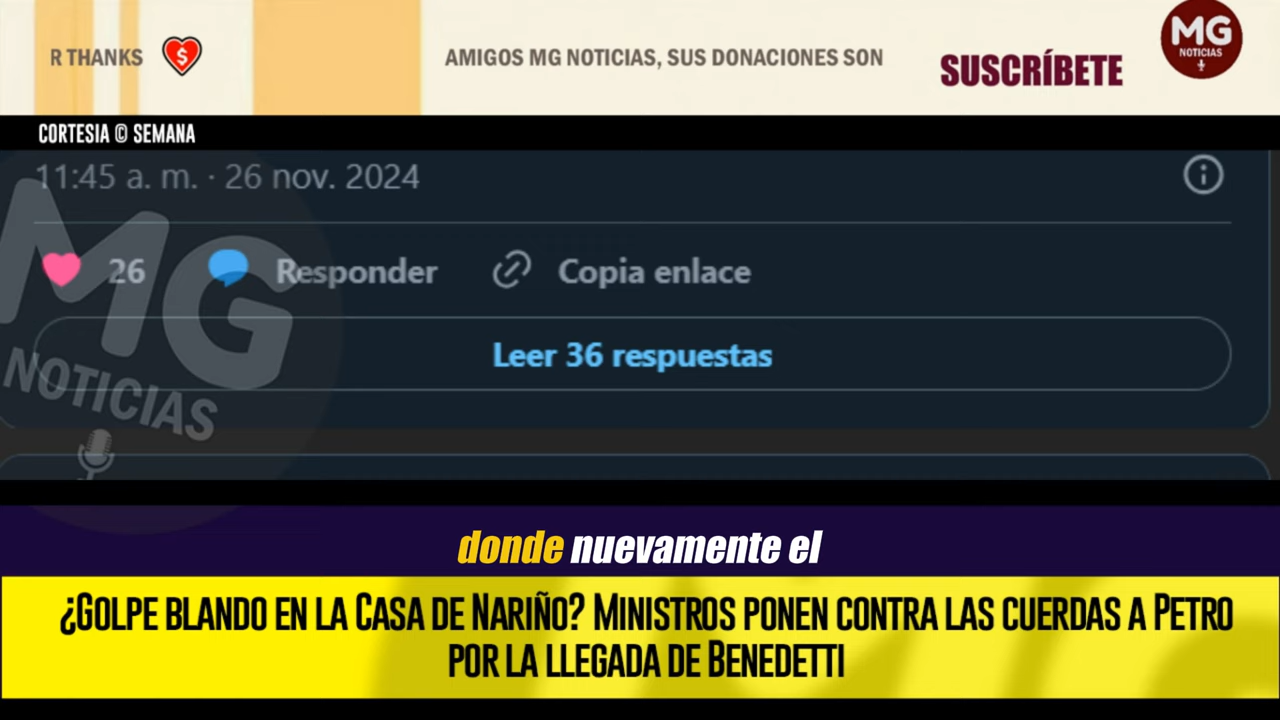 R THANKS
AMIGOS MG NOTICIAS, SUS DONACIONES SON
SUSCRÍBETE
MG
NOTICIAS
CORTESIA © SEMANA
11:45 a. m. · 26 nov. 2024
26
Responder
Copia enlace
Leer 36 respuestas
MG
NOTICIAS
donde nuevamente el
¿GOLPE BLANDO EN LA CASA DE NARIÑO? MINISTROS PONEN CONTRA LAS CUERDAS A PETRO
POR LA LLEGADA DE BENEDETTI